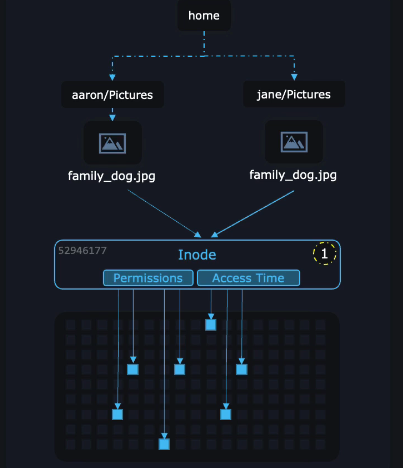 home
aaron/Pictures
jane/Pictures
family_dog.jpg
family_dog.jpg
52946177
Inode
1
Permissions
Access Time